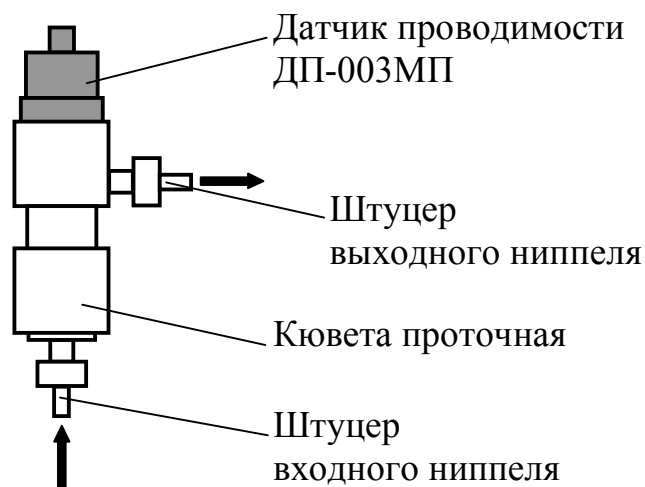 Датчик проводимости
ДП-003МП
Штуцер
выходного ниппеля
Кювета проточная
Штуцер
входного ниппеля